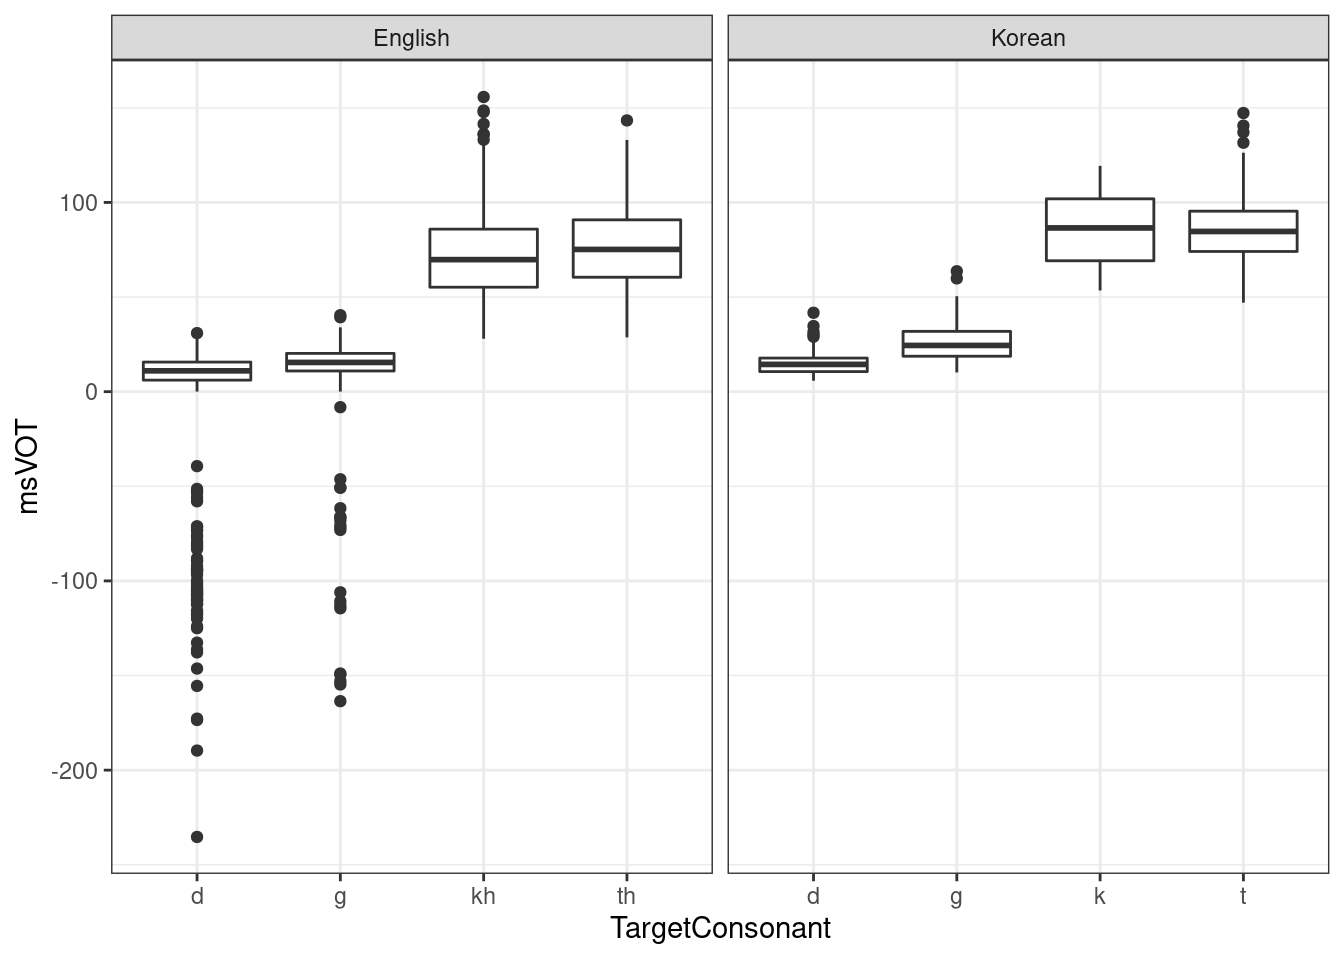 English Korean
100
0
-100
-200
msVOT
d g kh th d g k t
TargetConsonant